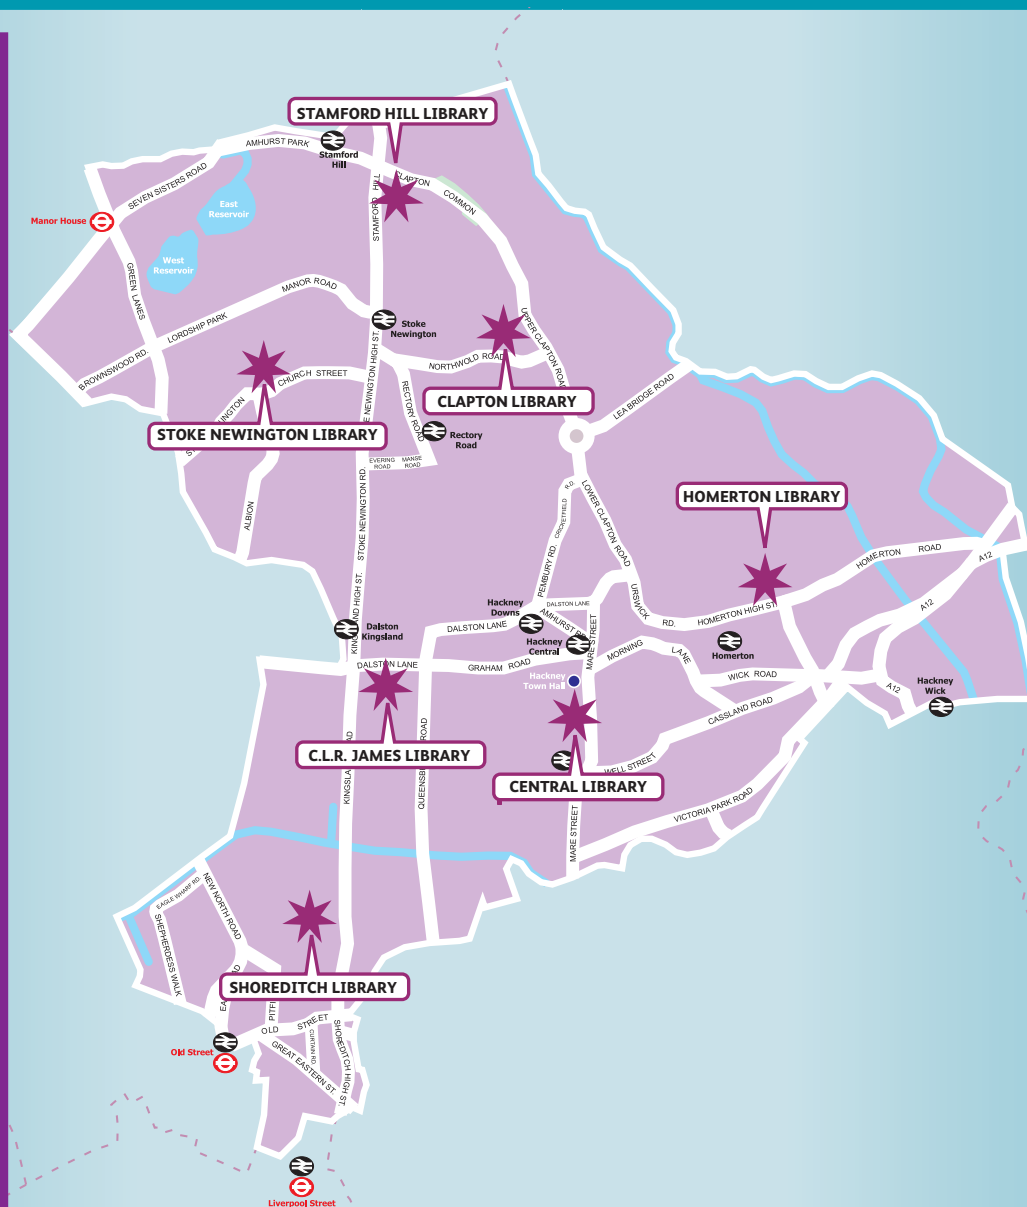 STAMFORD HILL LIBRARY
AMHURST PARK
Stamford
Hill
SEVEN SISTERS ROAD
STAMFORD HILL
CLAPTON
COMMON
East
Reservoir
Manor House
West
Reservoir
GREEN LANES
MANOR ROAD
LORDSHIP PARK
BROWNSWOOD RD.
Stoke
Newington
UPPER CLAPTON ROAD
NORTHWOLD ROAD
CHURCH STREET
NEWINGTON HIGH ST.
RECTORY ROAD
LEA BRIDGE ROAD
CLAPTON LIBRARY
STOKE NEWINGTON LIBRARY
Rectory
Road
EVERING
ROAD
MANSE
ROAD
ALBION
STOKE NEWINGTON RD.
R.D.
CRICKETFIELD
LOWER CLAPTON ROAD
HOMERTON LIBRARY
HOMERTON ROAD
A12
A12
A12
PEMBURY RD.
HIGH ST.
Dalston
Kingsland
Hackney
Downs
DALSTON LANE
DALSTON LANE
AMHURST
URSWICK
RD.
HOMERTON HIGH ST
Hackney
Central
MARE STREET
MORNING
LANE
Homerton
DALSTON LANE
GRAHAM ROAD
Hackney
Town Hall
WICK ROAD
Hackney
Wick
CASSLAND ROAD
C.L.R. JAMES LIBRARY
ROAD
WELL STREET
CENTRAL LIBRARY
VICTORIA PARK ROAD
MARE STREET
EAGLE WHARF RD.
NEW NORTH ROAD
SHEPHERDESS WALK
SHOREDITCH LIBRARY
OLD STREET
CURTAIN RD.
SHOREDITCH HIGH ST.
GREAT EASTERN ST.
Old Street
Liverpool Street